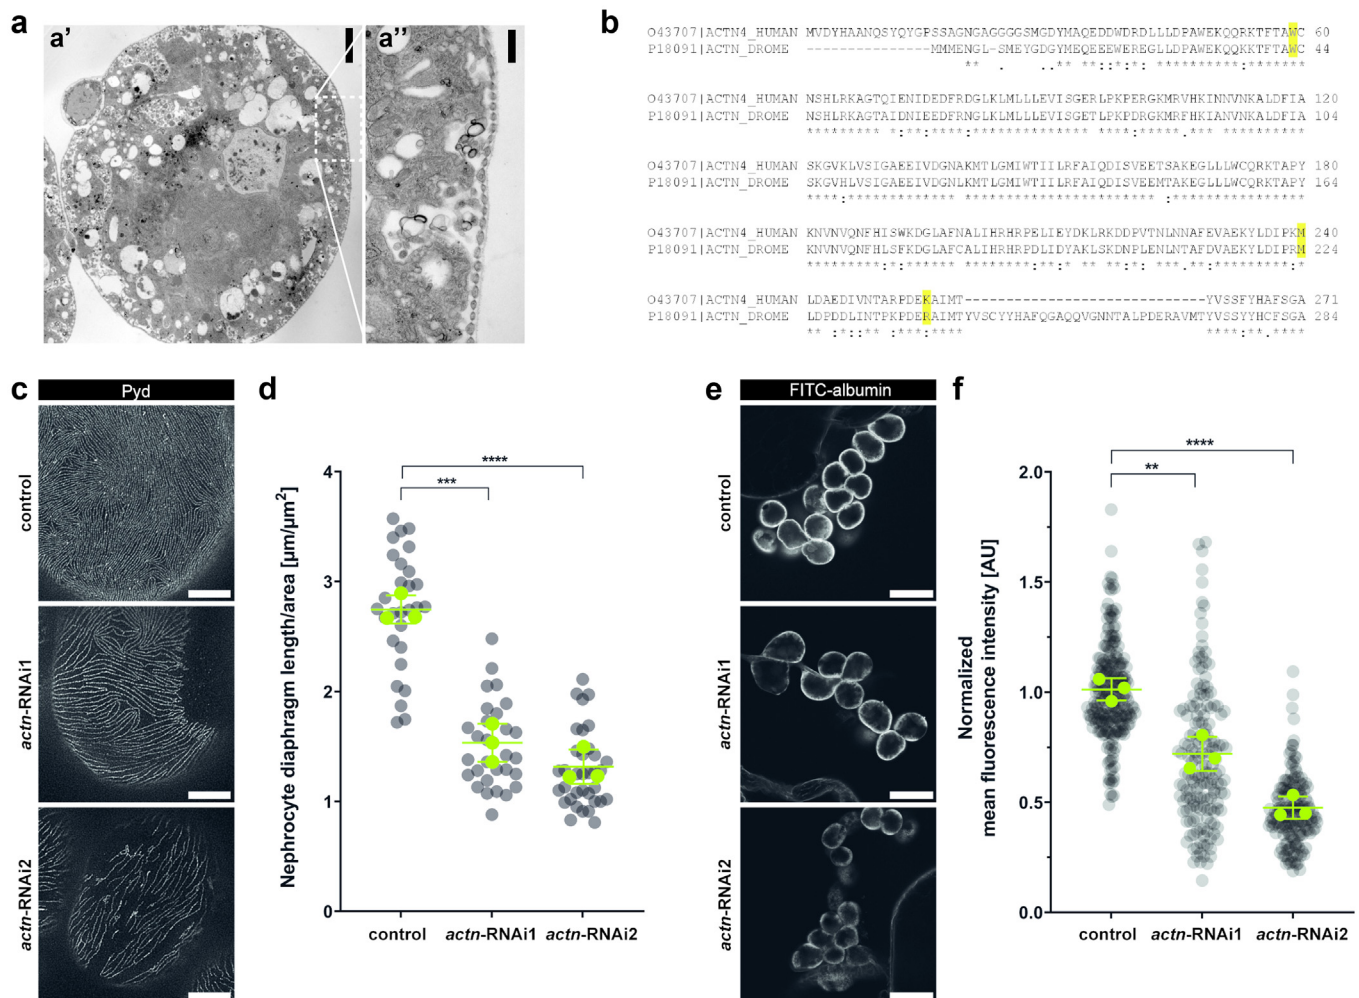 a
a'
a''
b
O43707|ACTN4_HUMAN MVDYHAANQSYQYGPSSAGNGAGGGGSMGDYMAQEDDWDRDLLLDPAWEKQQRKTFTAWC 60
P18091|ACTN_DROME ---------------MMMENGL-SMEYGDGYMEQEEDWEREGLLDPAWEKQQRKTFTAWC 44
O43707|ACTN4_HUMAN NSHLRKAGTQIENIDEDFRDGLKLMLLLEVISGERLPKPERGKMRVHKINNVNKALDFIA 120
P18091|ACTN_DROME NSHLRKAGTAIDNIEEDFRNGLKLMLLLEVISGETLPKPDRGKMRFHKIANVNKALDFIA 104
O43707|ACTN4_HUMAN SKGVKLVSIGAEEIVDGNAKMTLGMIWTIILRFAIQDISVEETSAKEGLLLWCQRKTAPY 180
P18091|ACTN_DROME SKGVHLVSIGAEEIVDGNLKMTLGMIWTIILRFAIQDISVEEMTAKEGLLLWCQRKTAPY 164
O43707|ACTN4_HUMAN KNVNVQNFHISWKDGLAFNALIHRHRPELIEYDKLRKDDPVTNLNNAFEVAEKYLDIPKM 240
P18091|ACTN_DROME KNVNVQNFHLSFKDGLAFCALIHRHRPDLIDYAKLSKDNPLENLNTAFDVAEKYLDIPRM 224
O43707|ACTN4_HUMAN LDAEDIVNTARPDEKAIMT-----------------------------YVSSFYHAFSGA 271
P18091|ACTN_DROME LDPDDLINTPKPDERAIMTYVSCYYHAFQGAQQVGNNTALPDERAVMTYVSSYYHCFSGA 284
c
Pyd
control
actn-RNAi1
actn-RNAi2
d
Nephrocyte diaphragm length/area [µm/µm²]
4
3
2
1
0
****
***
control
actn-RNAi1
actn-RNAi2
e
FITC-albumin
control
actn-RNAi1
actn-RNAi2
f
Normalized
mean fluorescence intensity [AU]
2.0
1.5
1.0
0.5
0.0
****
**
control
actn-RNAi1
actn-RNAi2